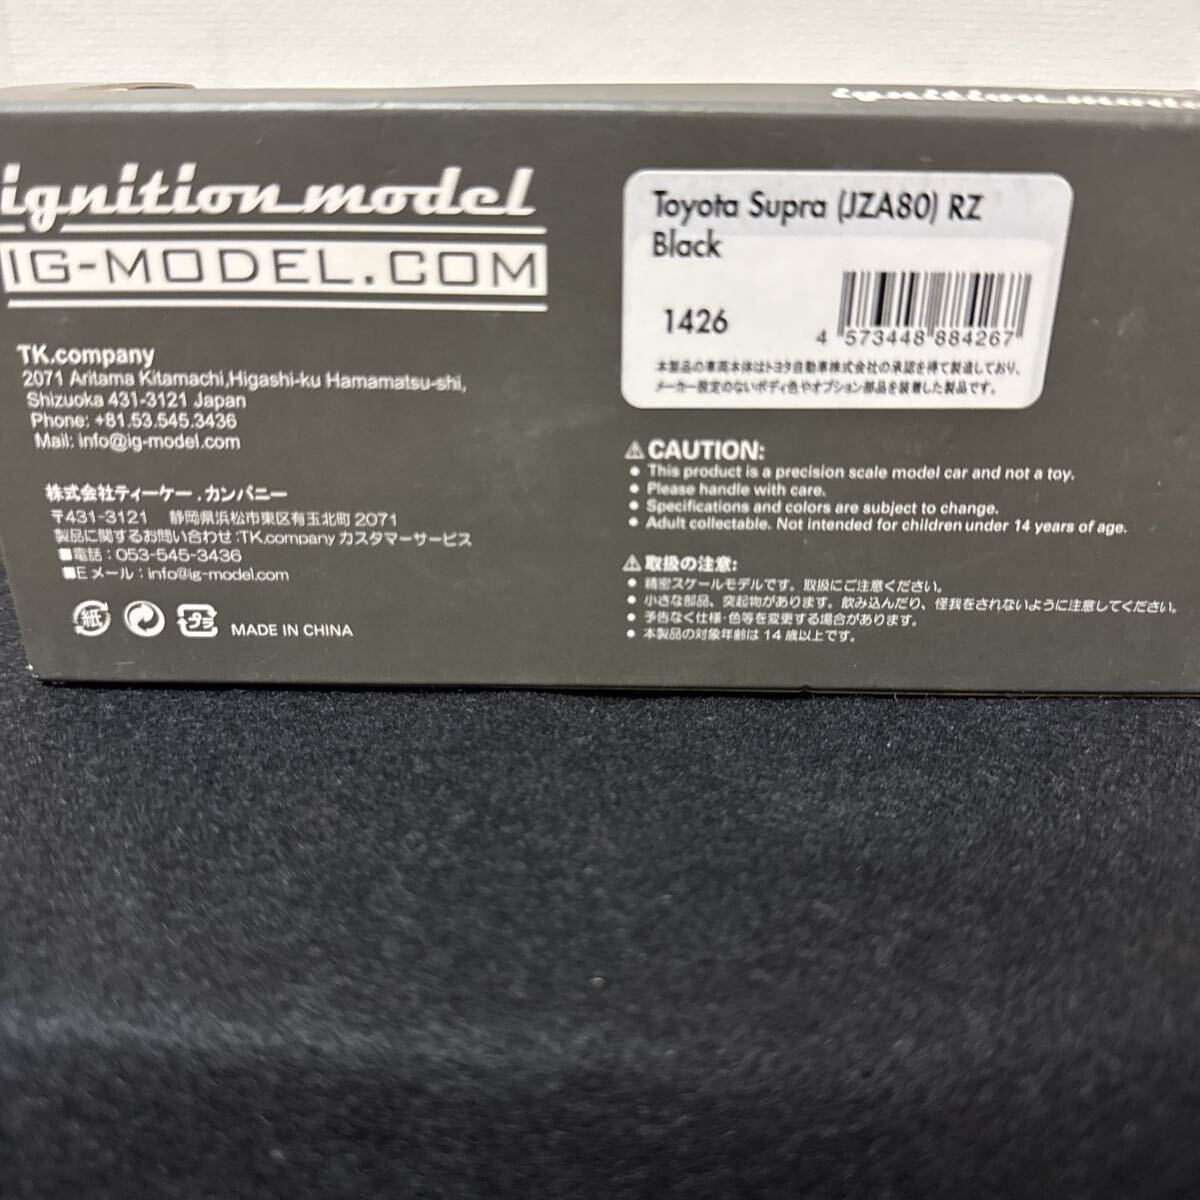 ignition model
ignition model
IG-MODEL.COM
TK.company
2071 Aritama Kitamachi,Higashi-ku Hamamatsu-shi,
Shizuoka 431-3121 Japan
Phone: +81.53.545.3436
Mail: info@ig-model.com
株式会社ティーケー.カンパニー
〒431-3121 静岡県浜松市東区有玉北町 2071
製品に関するお問い合わせ:TK.company カスタマーサービス
■電話:053-545-3436
■Eメール:info@ig-model.com
紙
プラ
MADE IN CHINA
Toyota Supra (JZA80) RZ
Black
1426
4 573448 884267
本製品の車両本体はトヨタ自動車株式会社の承認を得て製造しており、
メーカー設定のないボディ色やオプション部品を装着した製品です。
⚠CAUTION:
● This product is a precision scale model car and not a toy.
● Please handle with care.
● Specifications and colors are subject to change.
● Adult collectable. Not intended for children under 14 years of age.
⚠取扱の注意:
● 精密スケールモデルです。取扱にご注意ください。
● 小さな部品、突起物があります。飲み込んだり、怪我をされないように注意してください。
● 予告なく仕様・色等を変更する場合があります。
● 本製品の対象年齢は14歳以上です。